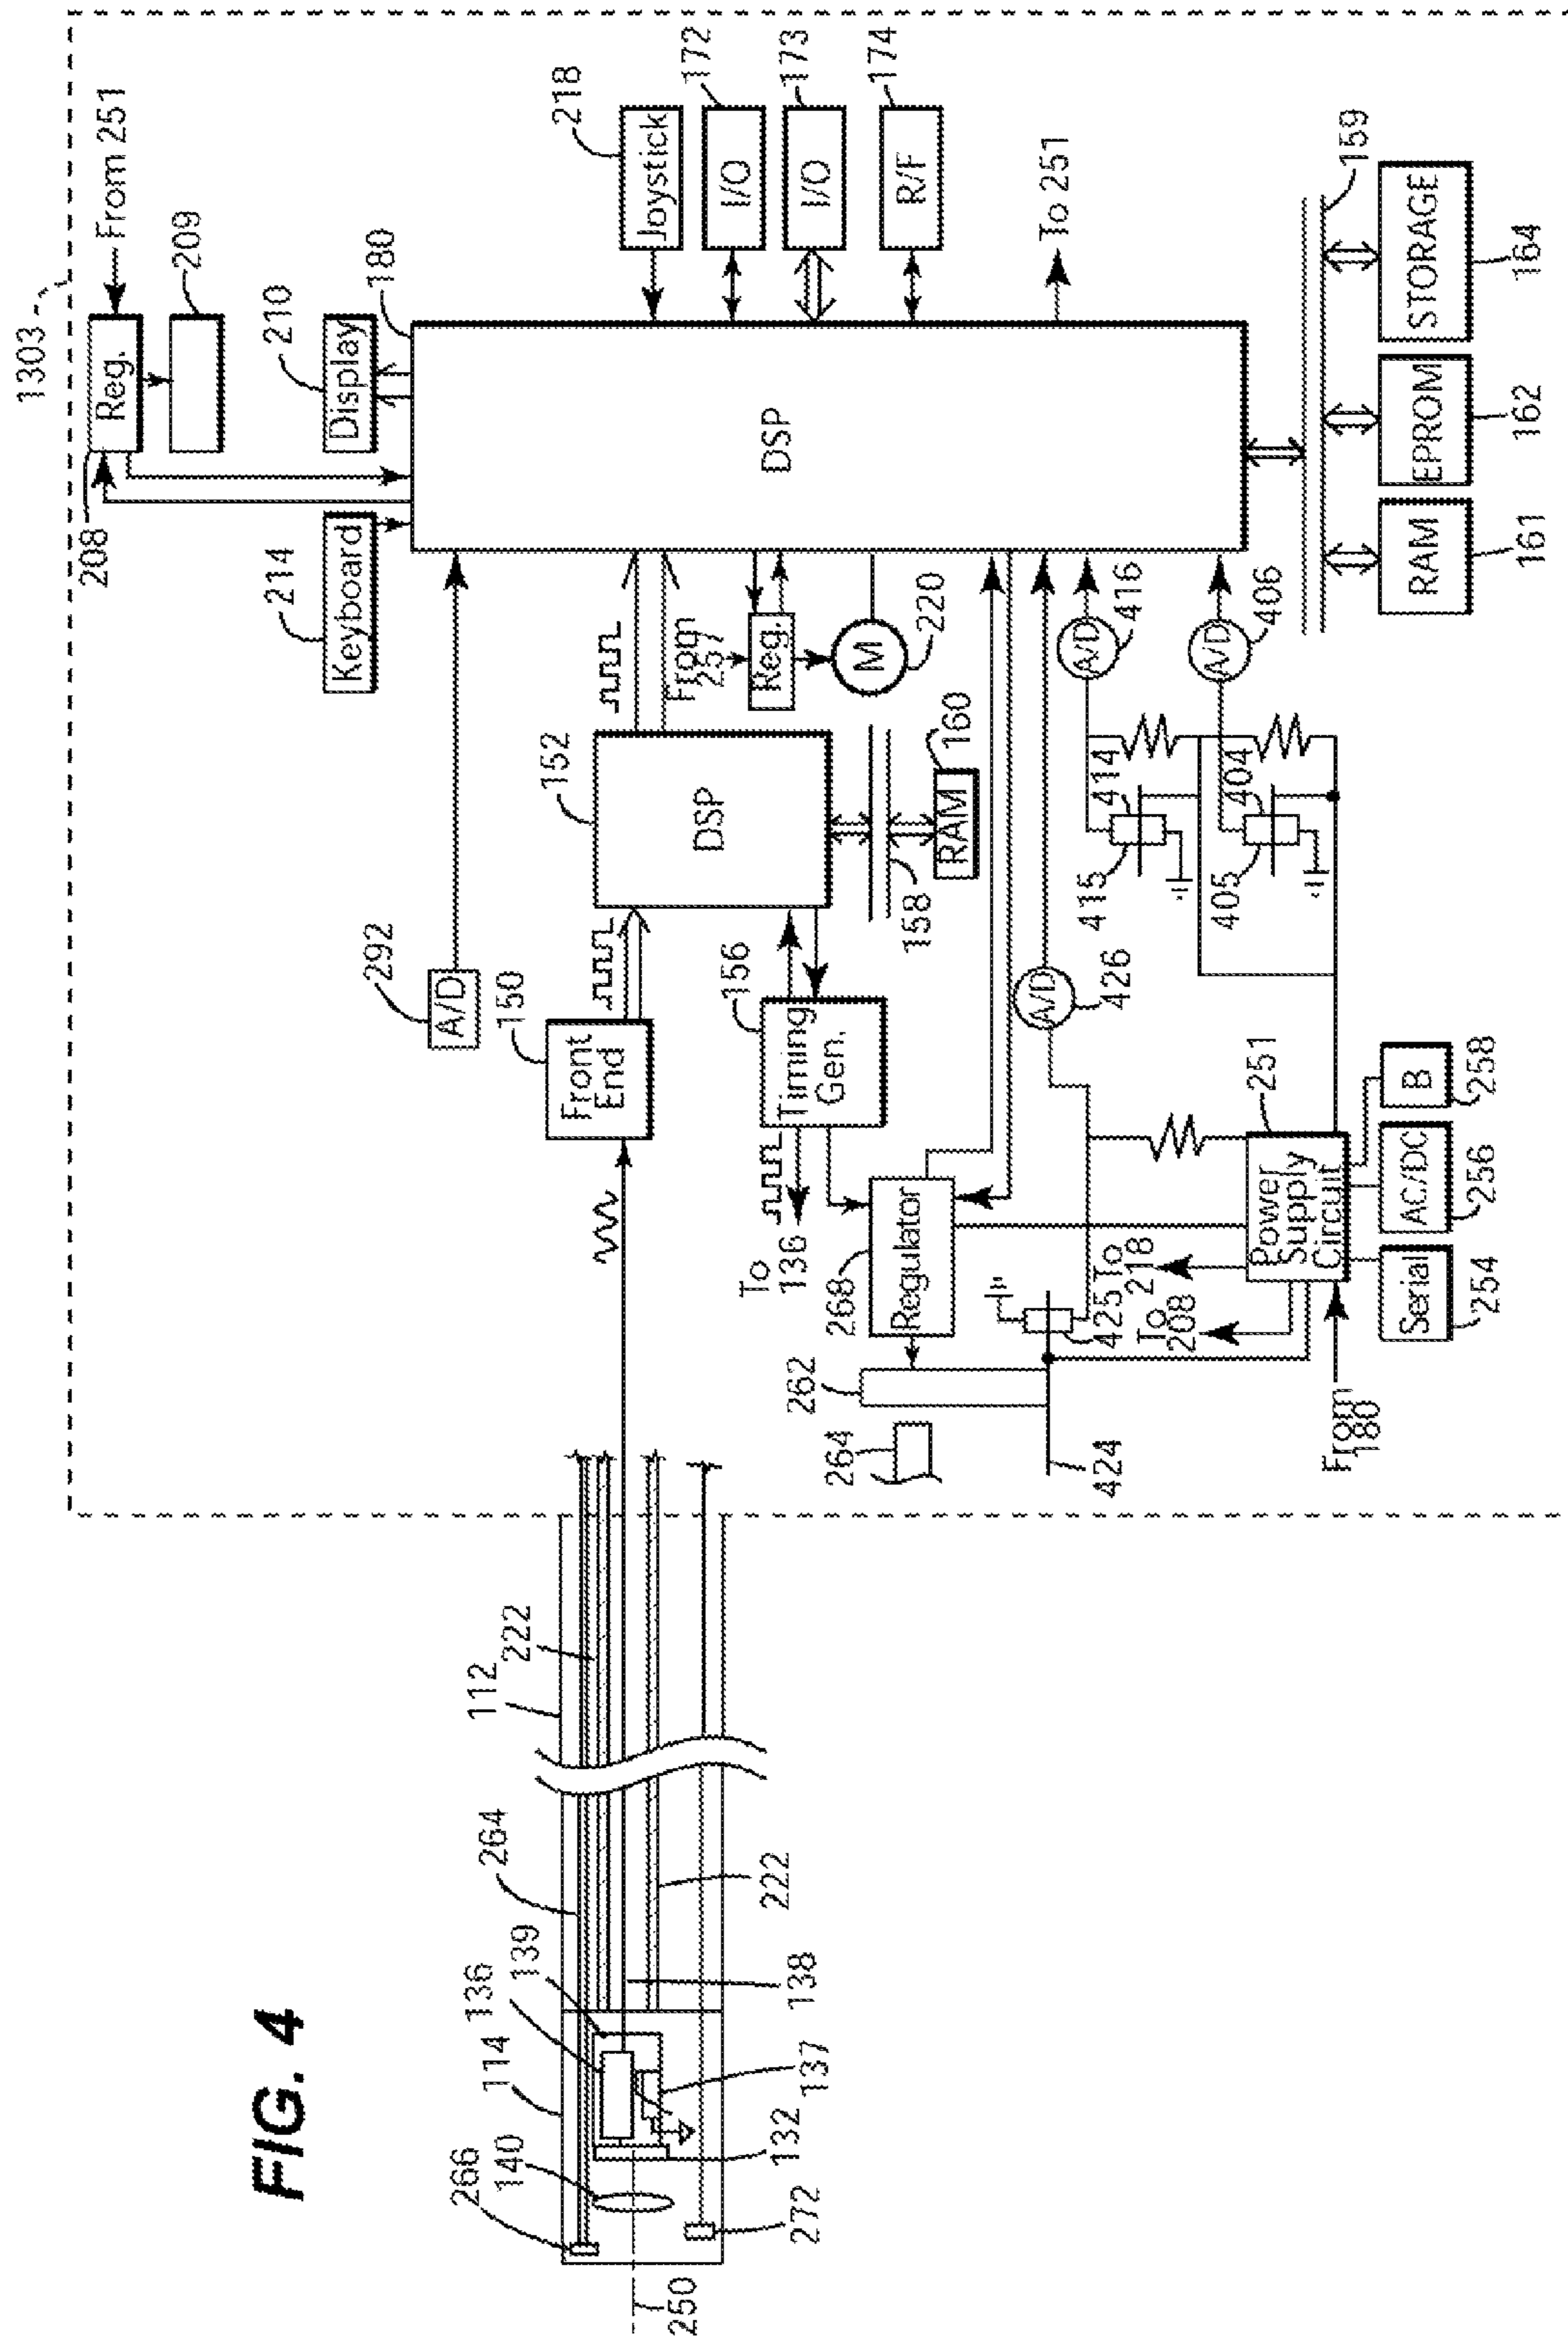 FIG. 4
1303
Reg.
From 251
208
209
210
Display
180
214
Keyboard
DSP
218
Joystick
172
I/O
173
I/O
174
R/F
To 251
159
STORAGE
164
EPROM
162
RAM
161
292
A/D
150
Front
End
152
DSP
From
257
Reg.
M
220
156
Timing
Gen.
158
160
RAM
To
136
268
Regulator
262
264
424
425
426
A/D
A/D
416
A/D
406
414
415
404
405
To
218
To
208
251
Power
Supply
Circuit
From
180
B
258
AC/DC
256
Serial
254
112
222
264
139
136
114
140
266
222
138
137
132
272
250